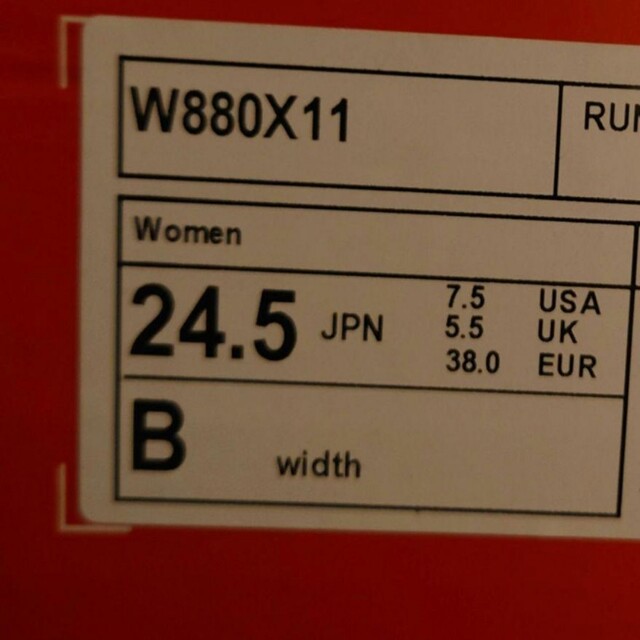 W880X11
RUN
Women
24.5 JPN
7.5 USA
5.5 UK
38.0 EUR
B width